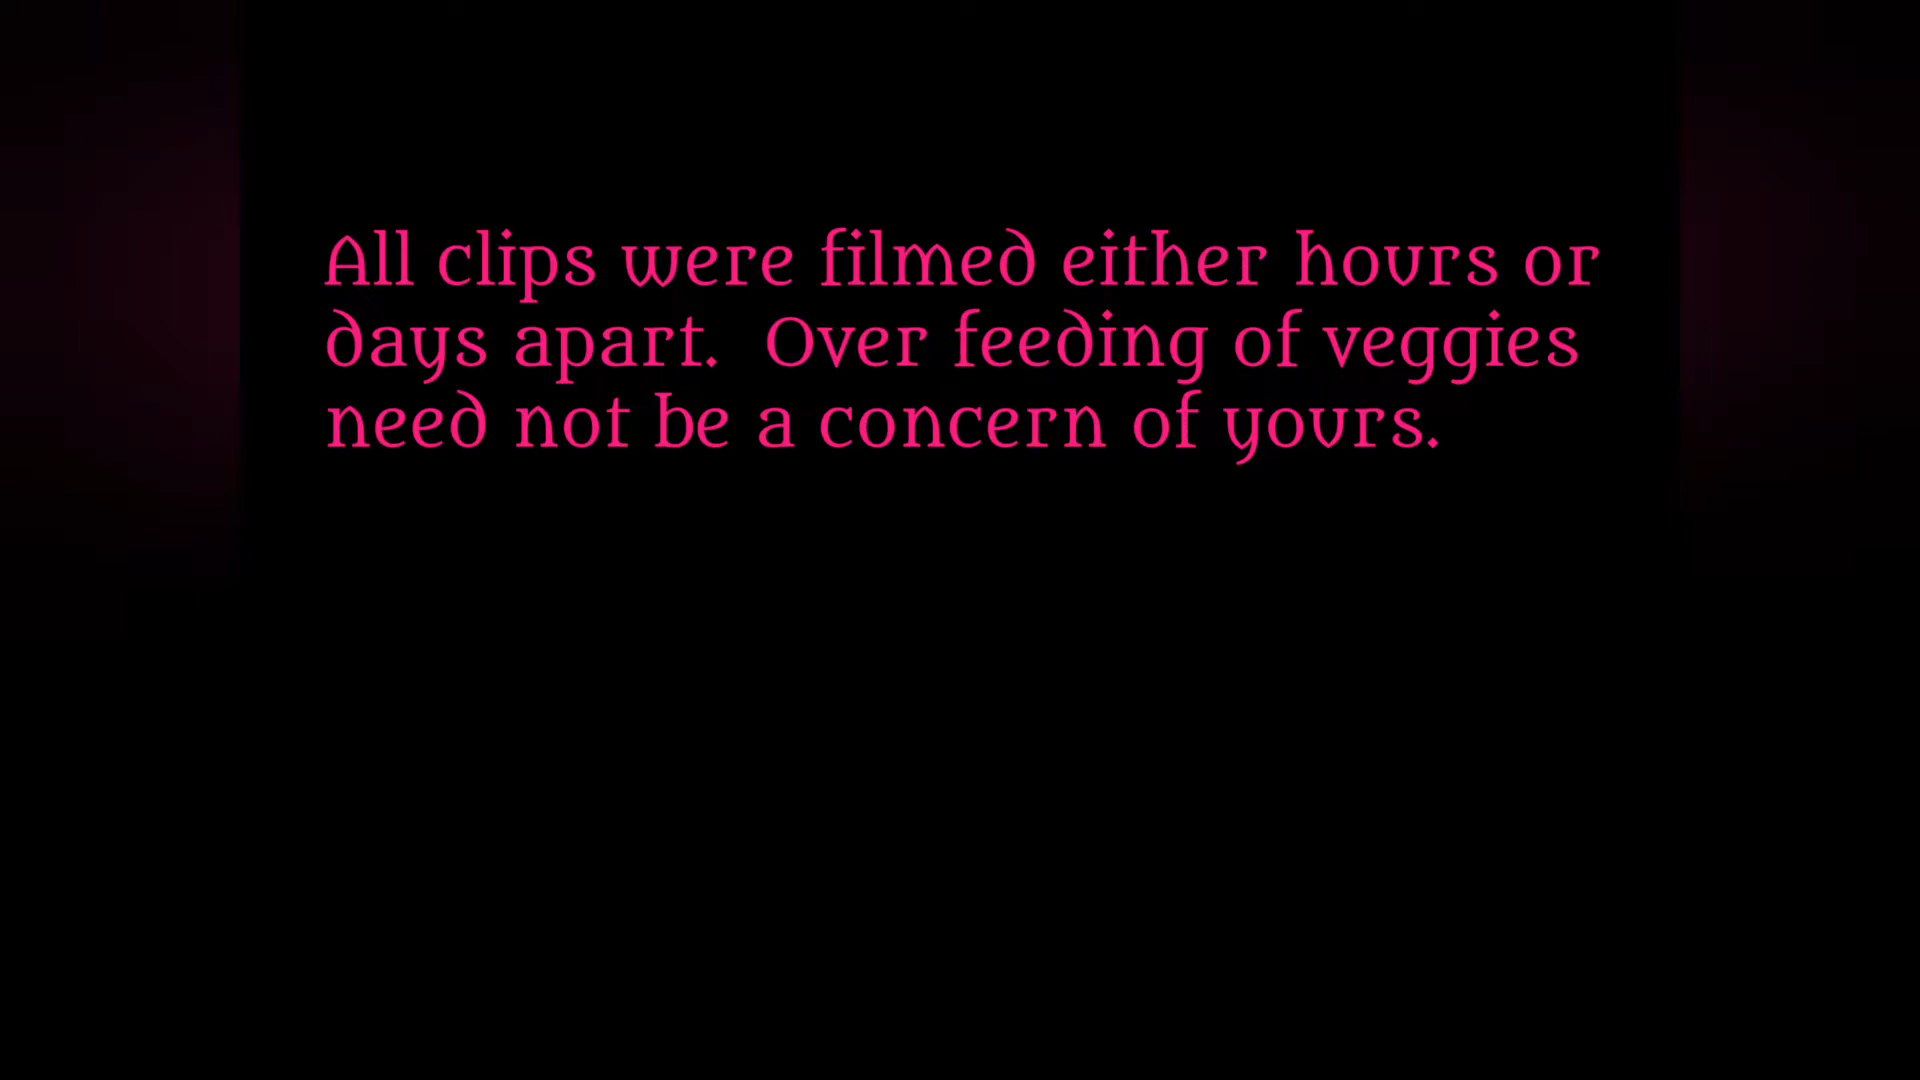 All clips were filmed either hours or
days apart.  Over feeding of veggies
need not be a concern of yours.